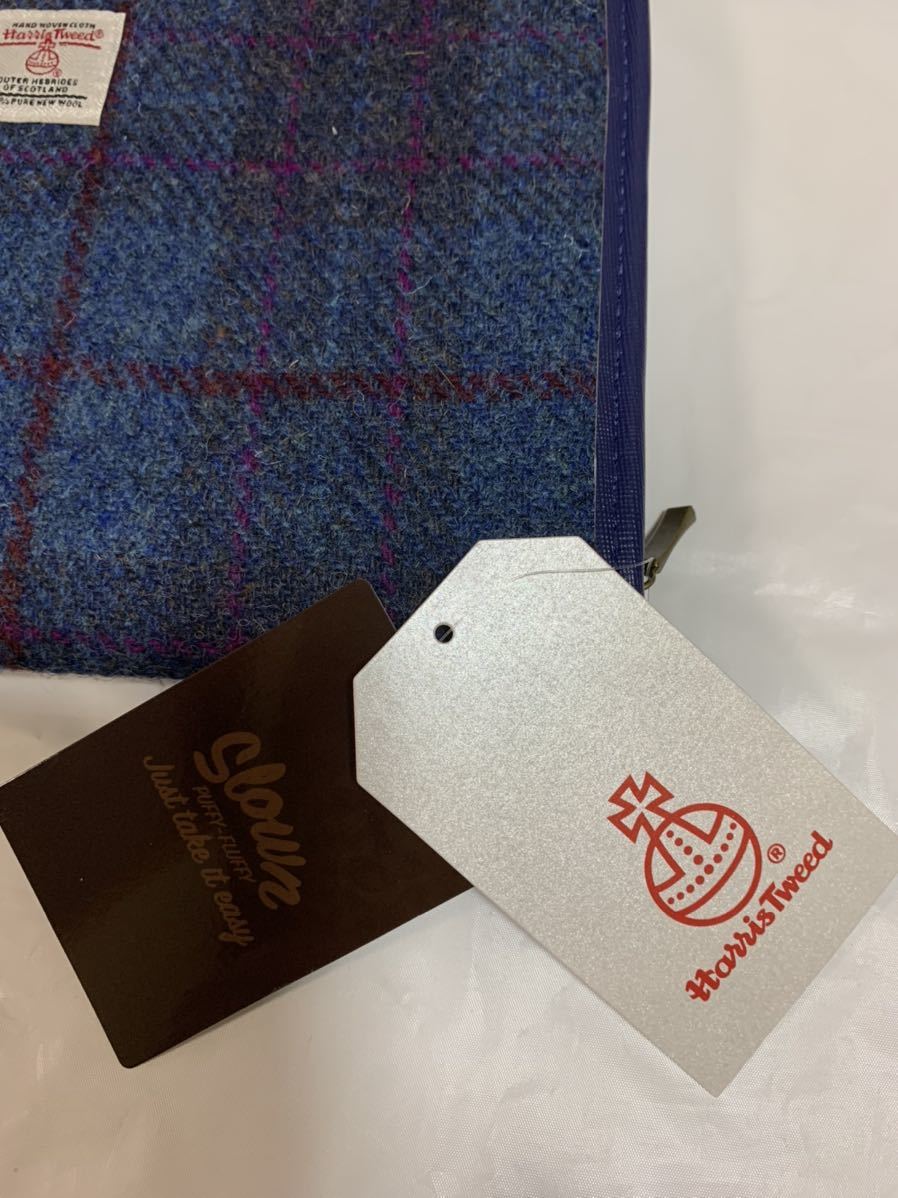 HAND WOVEN CLOTH
Harris Tweed®
®
OUTER HEBRIDES
OF SCOTLAND
PURE NEW WOOL
Slown
PUFFY-FLUFFY
Just take it easy
®
Harris Tweed